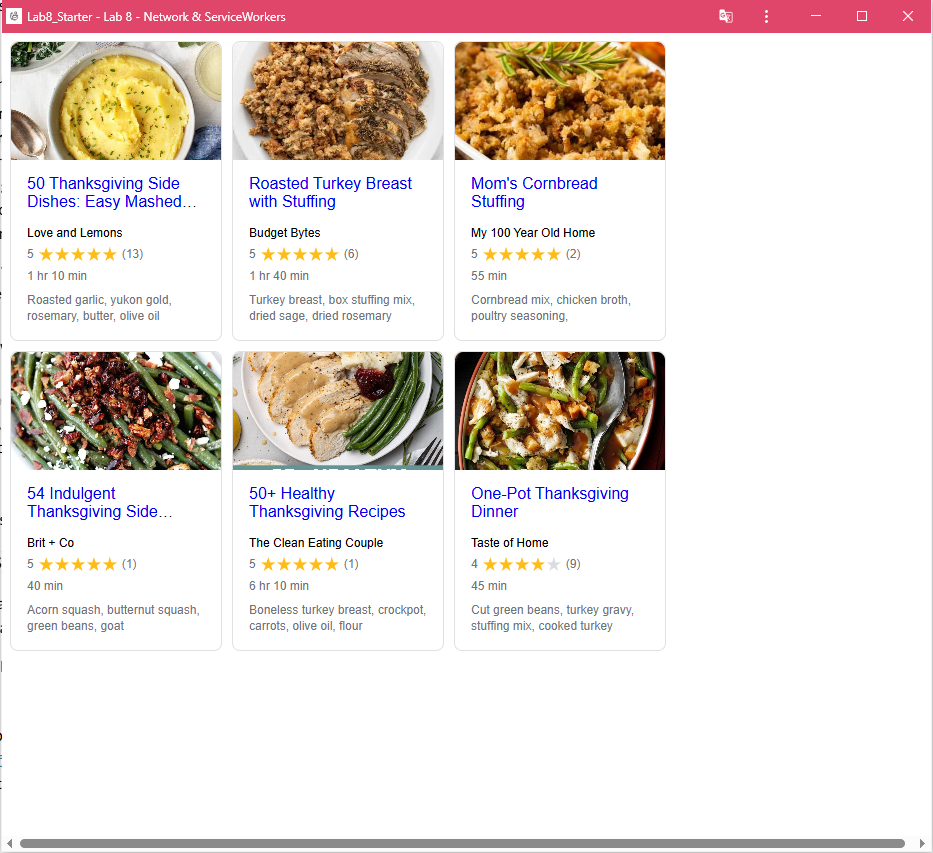 Lab8_Starter - Lab 8 - Network & ServiceWorkers
50 Thanksgiving Side
Dishes: Easy Mashed…
Love and Lemons
5 ★★★★★ (13)
1 hr 10 min
Roasted garlic, yukon gold,
rosemary, butter, olive oil
Roasted Turkey Breast
with Stuffing
Budget Bytes
5 ★★★★★ (6)
1 hr 40 min
Turkey breast, box stuffing mix,
dried sage, dried rosemary
Mom's Cornbread
Stuffing
My 100 Year Old Home
5 ★★★★★ (2)
55 min
Cornbread mix, chicken broth,
poultry seasoning,
54 Indulgent
Thanksgiving Side…
Brit + Co
5 ★★★★★ (1)
40 min
Acorn squash, butternut squash,
green beans, goat
50+ Healthy
Thanksgiving Recipes
The Clean Eating Couple
5 ★★★★★ (1)
6 hr 10 min
Boneless turkey breast, crockpot,
carrots, olive oil, flour
One-Pot Thanksgiving
Dinner
Taste of Home
4 ★★★★★ (9)
45 min
Cut green beans, turkey gravy,
stuffing mix, cooked turkey